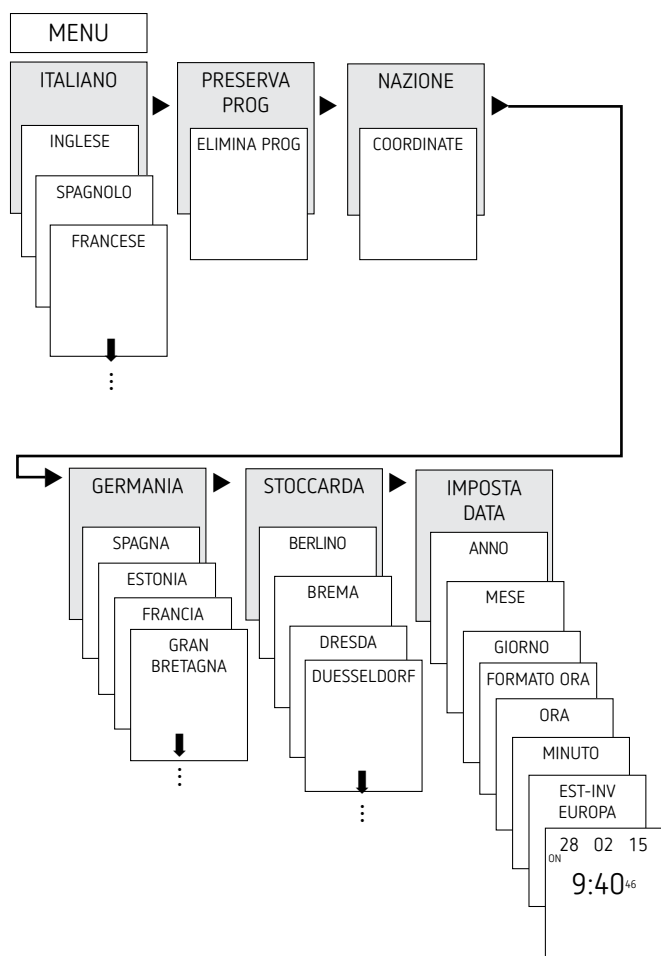 MENU
ITALIANO
INGLESE
SPAGNOLO
FRANCESE
PRESERVA
PROG
ELIMINA PROG
NAZIONE
COORDINATE
GERMANIA
SPAGNA
ESTONIA
FRANCIA
GRAN
BRETAGNA
STOCCARDA
BERLINO
BREMA
DRESDA
DUESSELDORF
IMPOSTA
DATA
ANNO
MESE
GIORNO
FORMATO ORA
ORA
MINUTO
EST-INV
EUROPA
28 02 15
ON
9:40 46